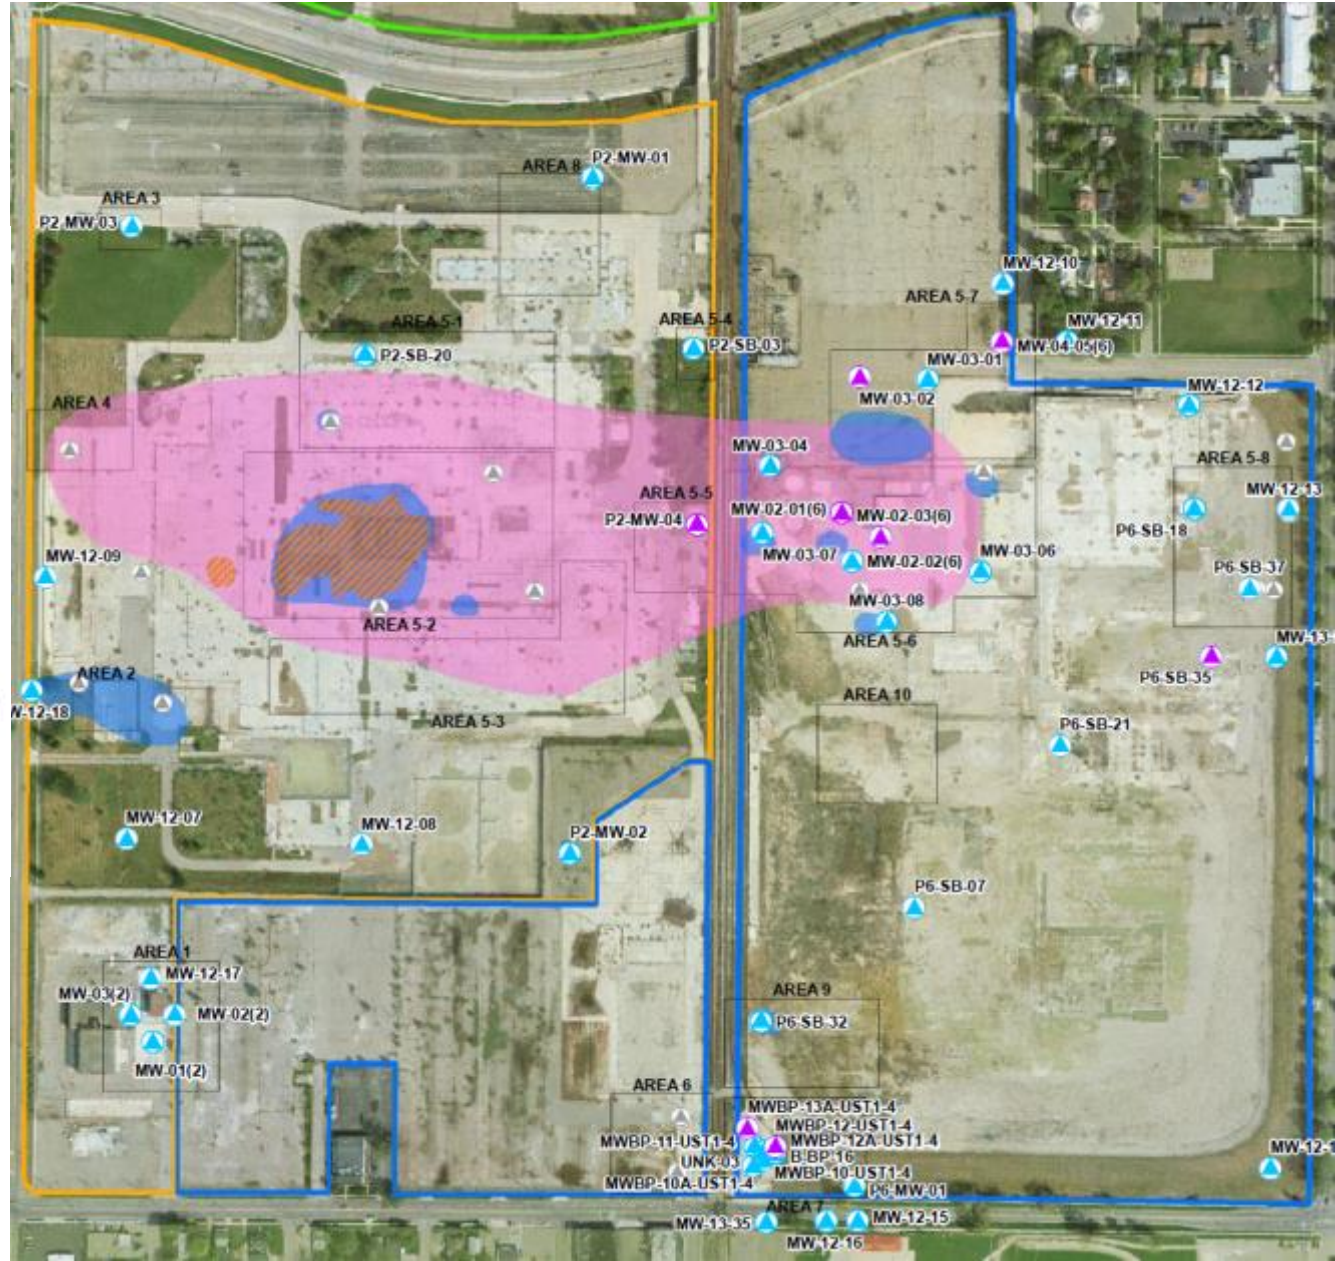 P2-MW-01
AREA 8
AREA 3
P2-MW-03
MW-12-10
AREA 5-7
AREA 5-1
AREA 5-4
MW-12-11
P2-SB-20
P2-SB-03
MW-04-05(6)
MW-03-01
MW-12-12
MW-03-02
AREA 4
MW-03-04
AREA 5-8
AREA 5-5
MW-12-13
P2-MW-04
MW-02-01(6)
MW-02-03(6)
P6-SB-18
MW-03-07
MW-02-02(6)
MW-03-06
MW-12-09
P6-SB-37
MW-03-08
AREA 5-2
AREA 5-6
MW-13-
AREA 2
P6-SB-35
W-12-18
AREA 10
AREA 5-3
P6-SB-21
MW-12-07
MW-12-08
P2-MW-02
P6-SB-07
AREA 1
MW-12-17
MW-03(2)
MW-02(2)
AREA 9
P6-SB-32
MW-01(2)
AREA 6
MWBP-13A-UST1-4
MWBP-12-UST1-4
MWBP-11-UST1-4
MWBP-12A-UST1-4
B-BP-16
UNK-03
MWBP-10-UST1-4
MWBP-10A-UST1-4
MW-12-1
P6-MW-01
AREA 7
MW-13-35
MW-12-15
MW-12-16